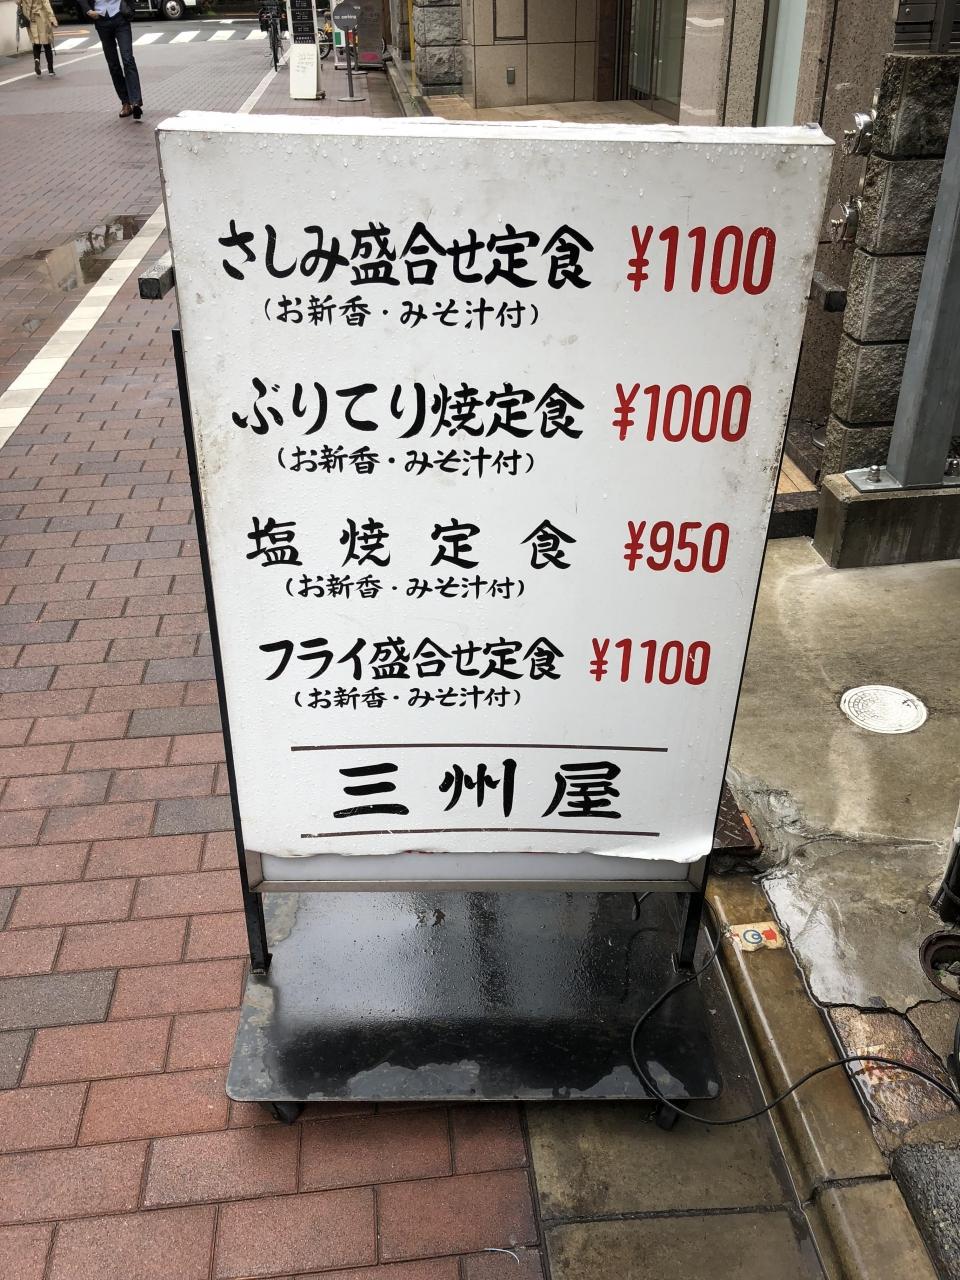 さしみ盛合せ定食 ¥1100
(お新香・みそ汁付)
ぶりてり焼定食 ¥1000
(お新香・みそ汁付)
塩焼定食 ¥950
(お新香・みそ汁付)
フライ盛合せ定食 ¥1100
(お新香・みそ汁付)
三州屋